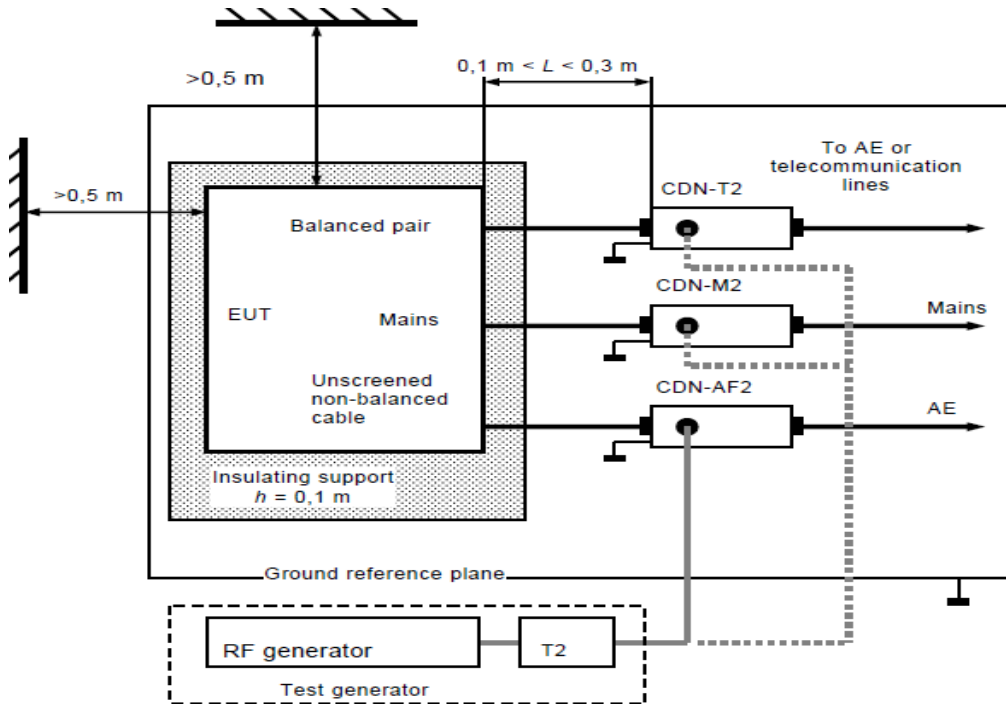 >0,5 m
0,1 m < L < 0,3 m
>0,5 m
To AE or
telecommunication
lines
CDN-T2
Balanced pair
CDN-M2
EUT
Mains
Mains
Unscreened
non-balanced
cable
CDN-AF2
AE
Insulating support
h = 0,1 m
Ground reference plane
RF generator
T2
Test generator